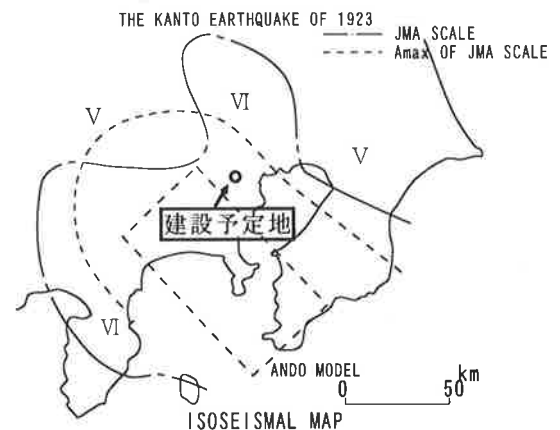 THE KANTO EARTHQUAKE OF 1923
JMA SCALE
Amax OF JMA SCALE
VI
V
V
建設予定地
VI
ANDO MODEL
0 50 km
ISOSEISMAL MAP